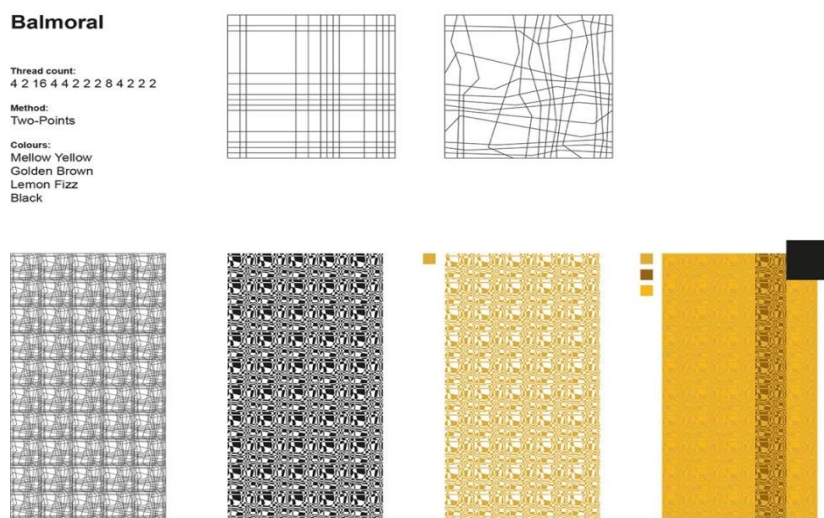 Balmoral
Thread count:
4 2 16 4 4 2 2 2 8 4 2 2 2
Method:
Two-Points
Colours:
Mellow Yellow
Golden Brown
Lemon Fizz
Black